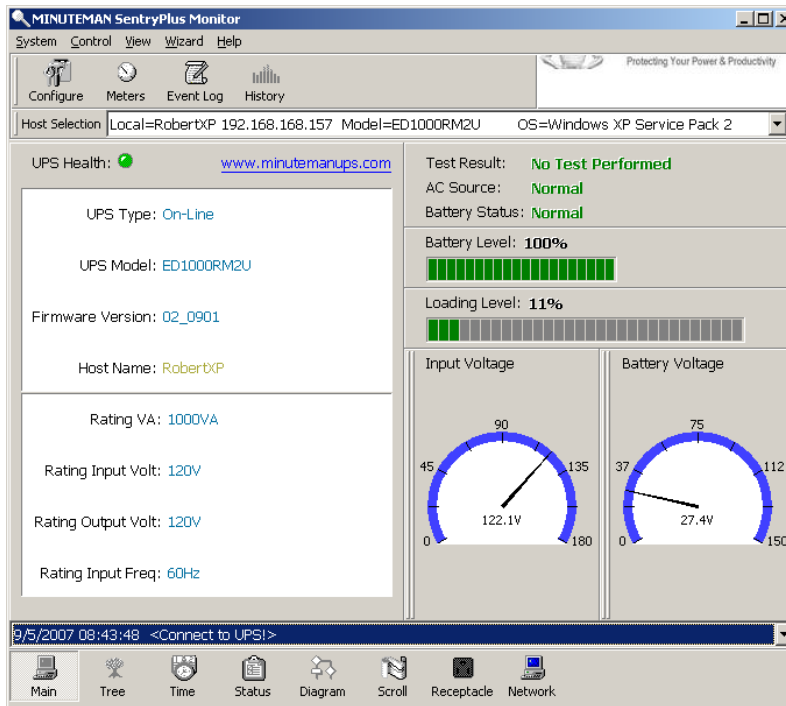 MINUTEMAN SentryPlus Monitor
System Control View Wizard Help
Configure Meters Event Log History
Protecting Your Power & Productivity
Host Selection Local=RobertXP 192.168.168.157 Model=ED1000RM2U OS=Windows XP Service Pack 2
UPS Health: www.minutemanups.com
UPS Type: On-Line
UPS Model: ED1000RM2U
Firmware Version: 02_0901
Host Name: RobertXP
Rating VA: 1000VA
Rating Input Volt: 120V
Rating Output Volt: 120V
Rating Input Freq: 60Hz
Test Result: No Test Performed
AC Source: Normal
Battery Status: Normal
Battery Level: 100%
Loading Level: 11%
Input Voltage
90
45 135
122.1V
0 180
Battery Voltage
75
37 112
27.4V
0 150
9/5/2007 08:43:48 <Connect to UPS!>
Main Tree Time Status Diagram Scroll Receptacle Network